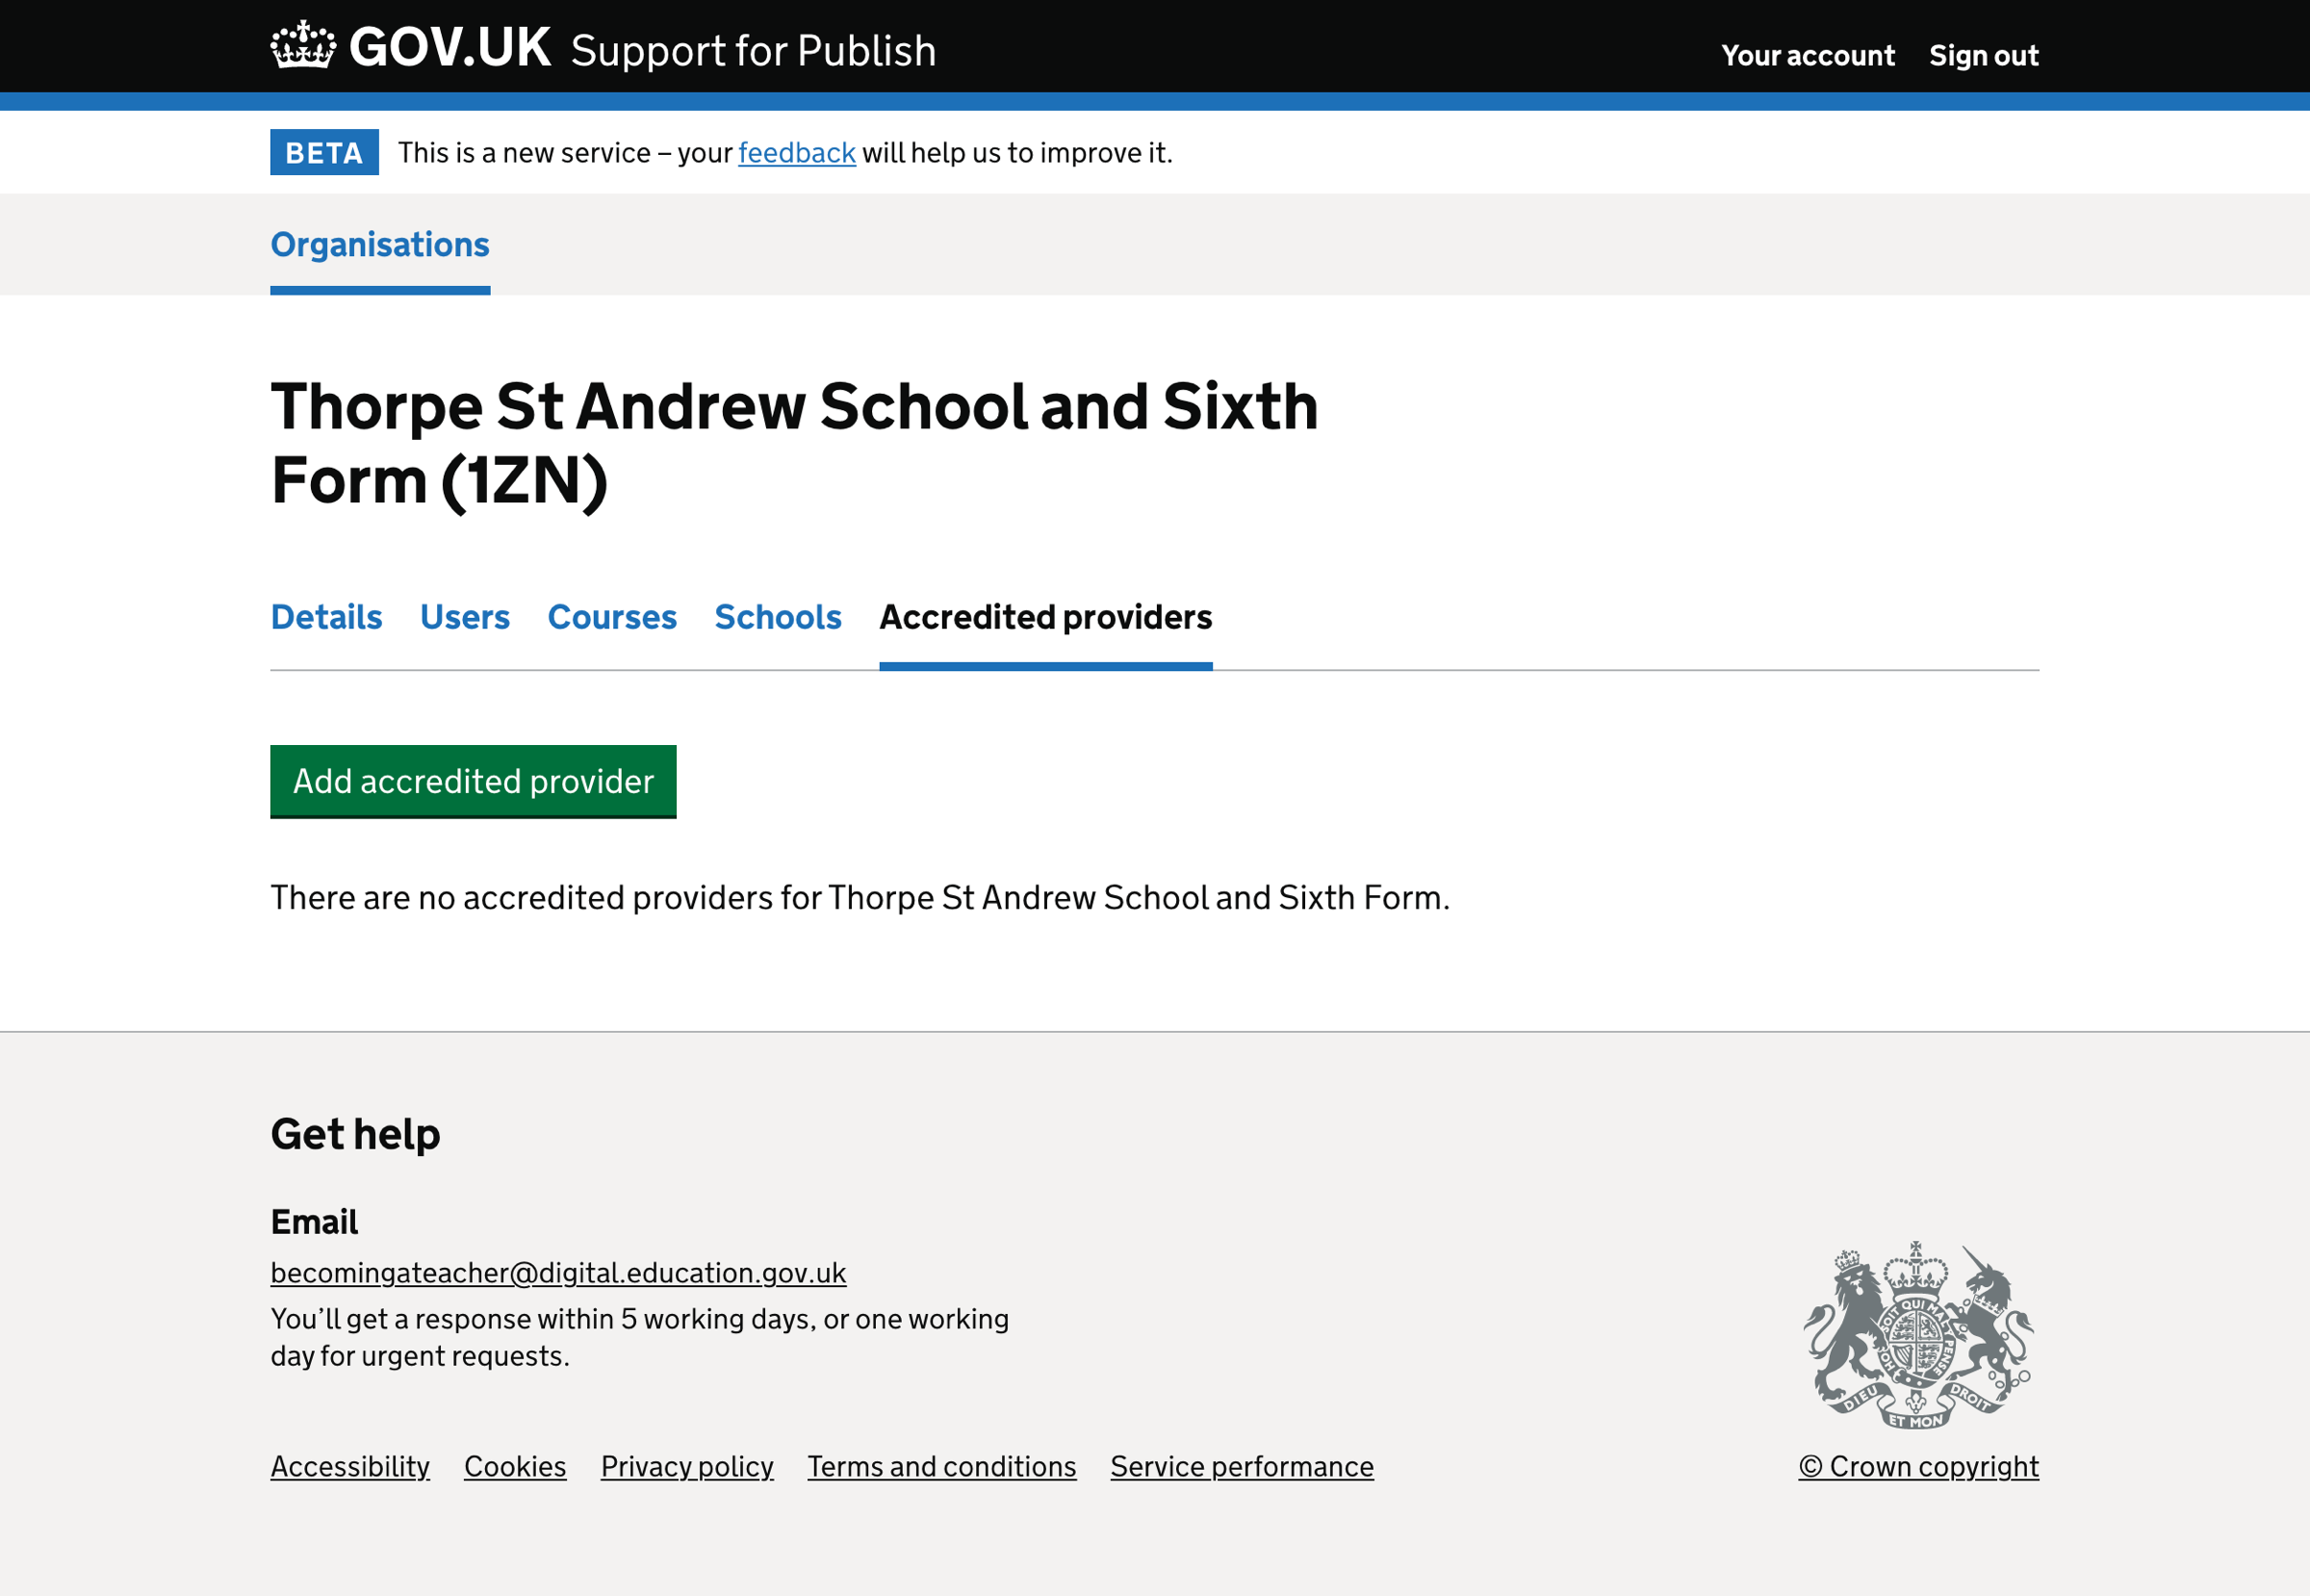 GOV.UK Support for Publish
Your account Sign out
BETA This is a new service – your feedback will help us to improve it.
Organisations
Thorpe St Andrew School and Sixth
Form (1ZN)
Details Users Courses Schools Accredited providers
Add accredited provider
There are no accredited providers for Thorpe St Andrew School and Sixth Form.
Get help
Email
becomingateacher@digital.education.gov.uk
You’ll get a response within 5 working days, or one working
day for urgent requests.
DIEU ET MON DROIT
Accessibility Cookies Privacy policy Terms and conditions Service performance
© Crown copyright